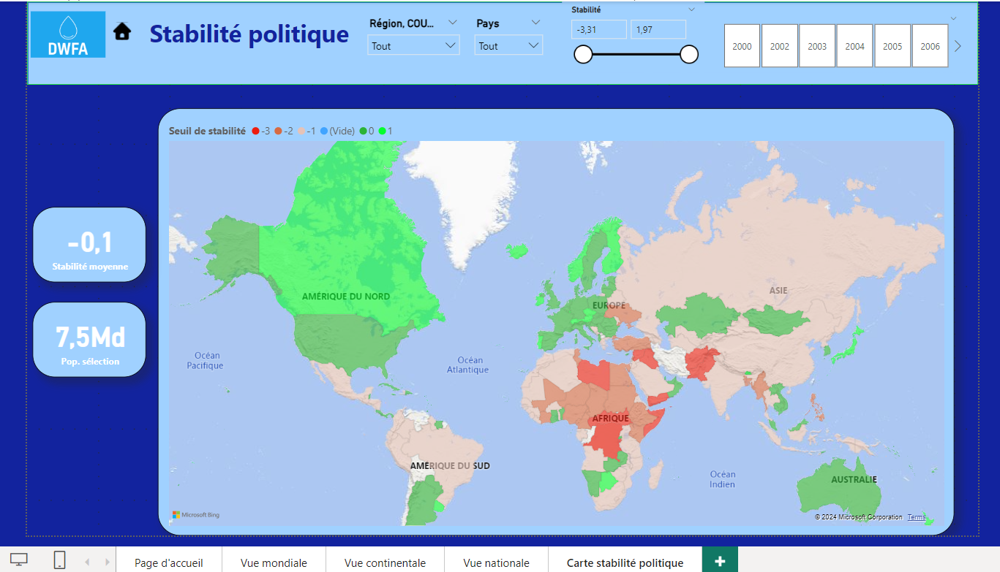 DWFA
Stabilité politique
Région, COU...
Tout
Pays
Tout
Stabilité
-3,31
1,97
2000
2002
2003
2004
2005
2006
Seuil de stabilité -3 -2 -1 (Vide) 0 1
AMÉRIQUE DU NORD
EUROPE
ASIE
Océan
Pacifique
Océan
Atlantique
AFRIQUE
AMÉRIQUE DU SUD
Océan
Indien
AUSTRALIE
Microsoft Bing
© 2024 Microsoft Corporation Terms
-0,1
Stabilité moyenne
7,5Md
Pop. sélection
Page d'accueil
Vue mondiale
Vue continentale
Vue nationale
Carte stabilité politique
+